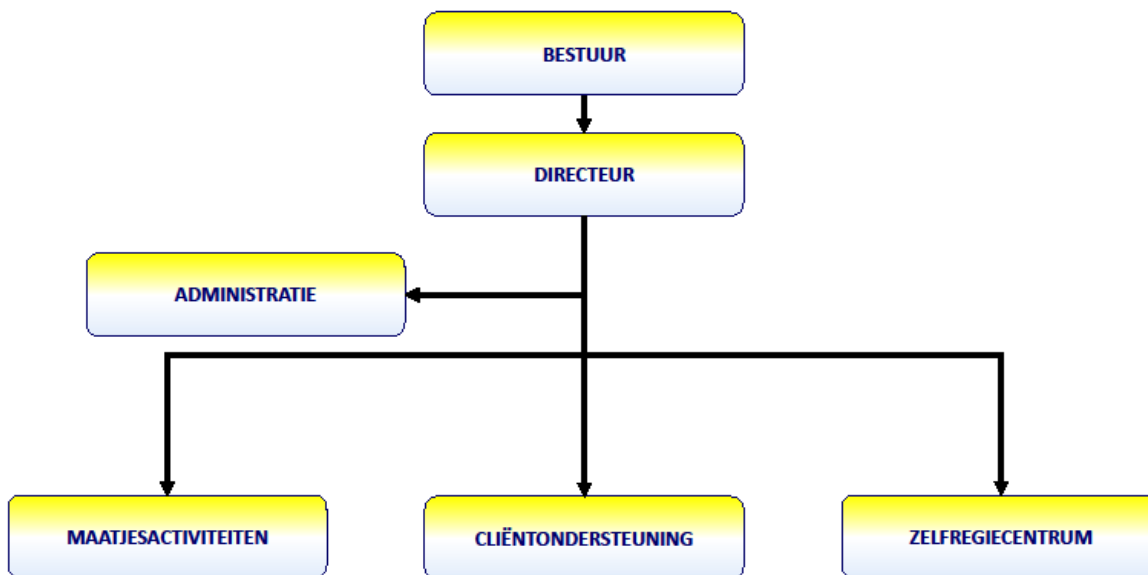 BESTUUR
DIRECTEUR
ADMINISTRATIE
MAATJESACTIVITEITEN
CLIËNTONDERSTEUNING
ZELFREGIECENTRUM